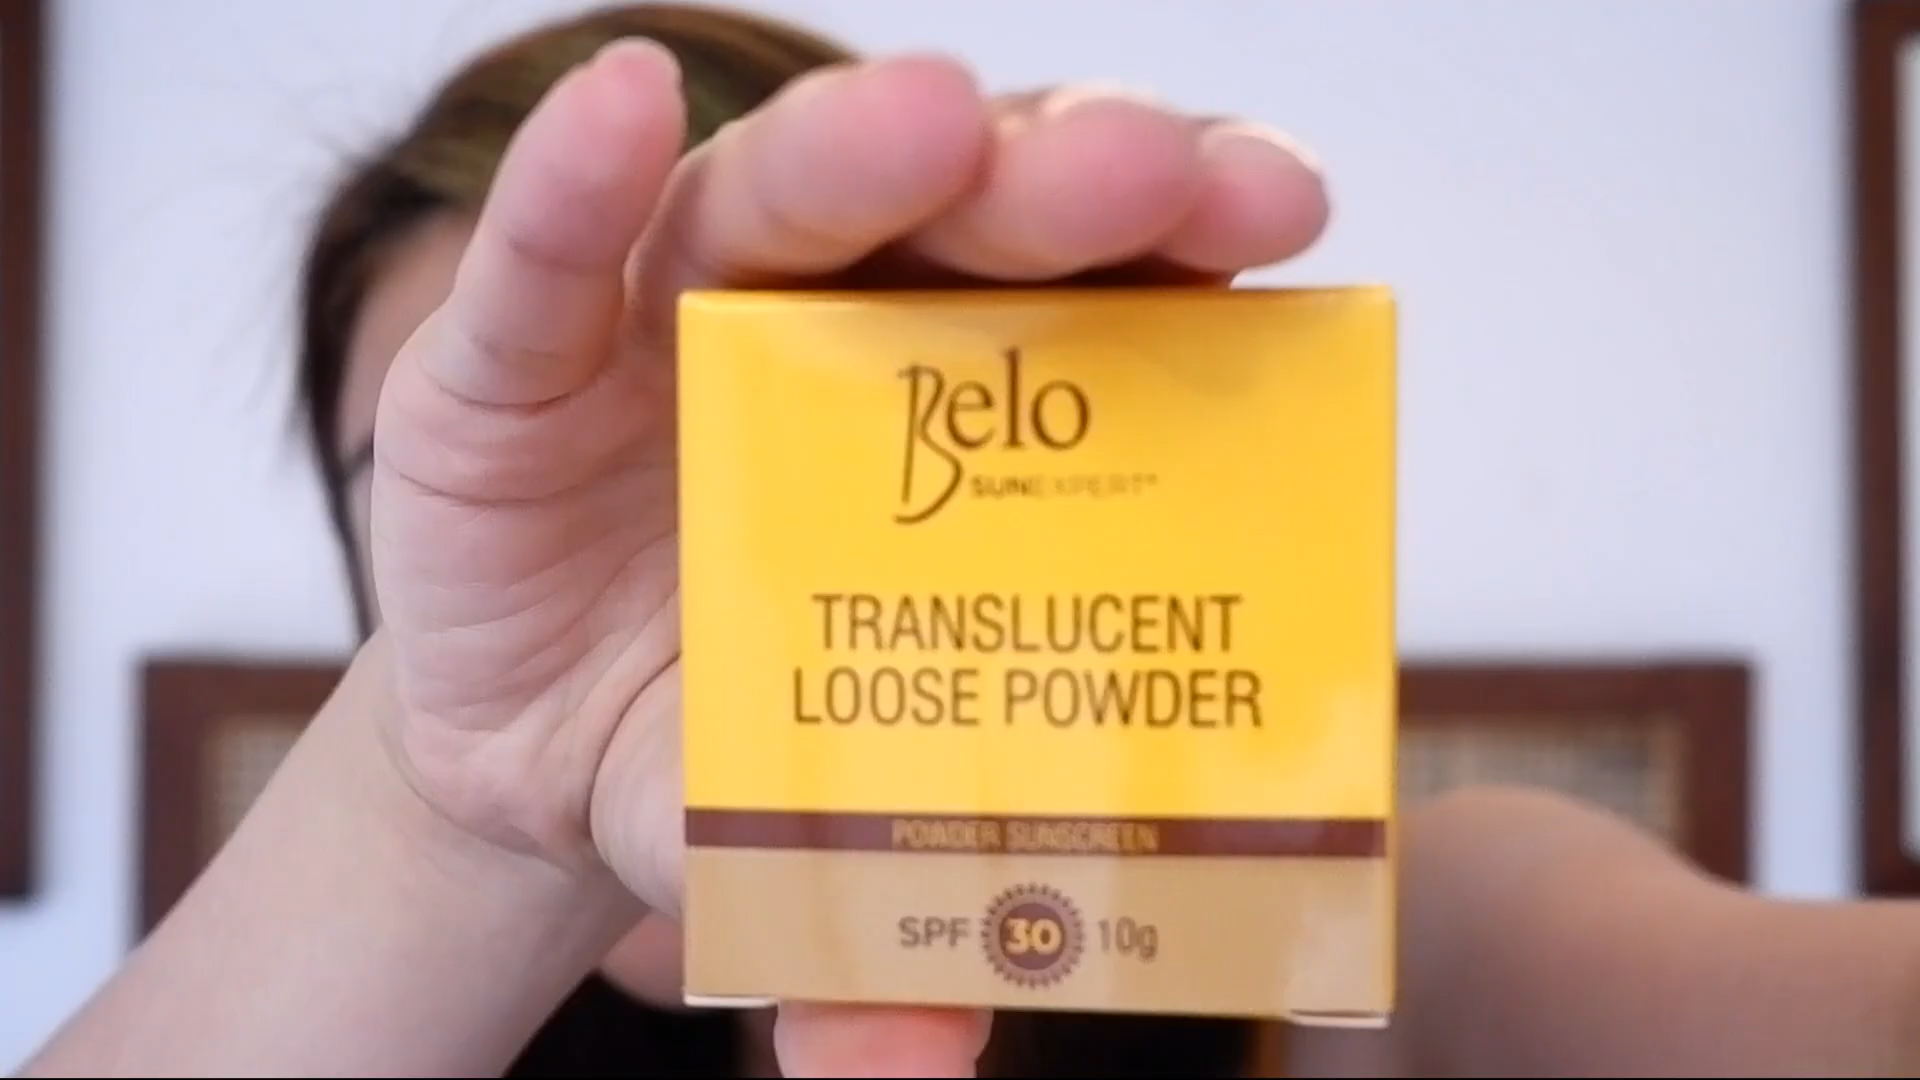 Belo
SUNEXPERT
TRANSLUCENT
LOOSE POWDER
POWDER SUNSCREEN
SPF 30 10g